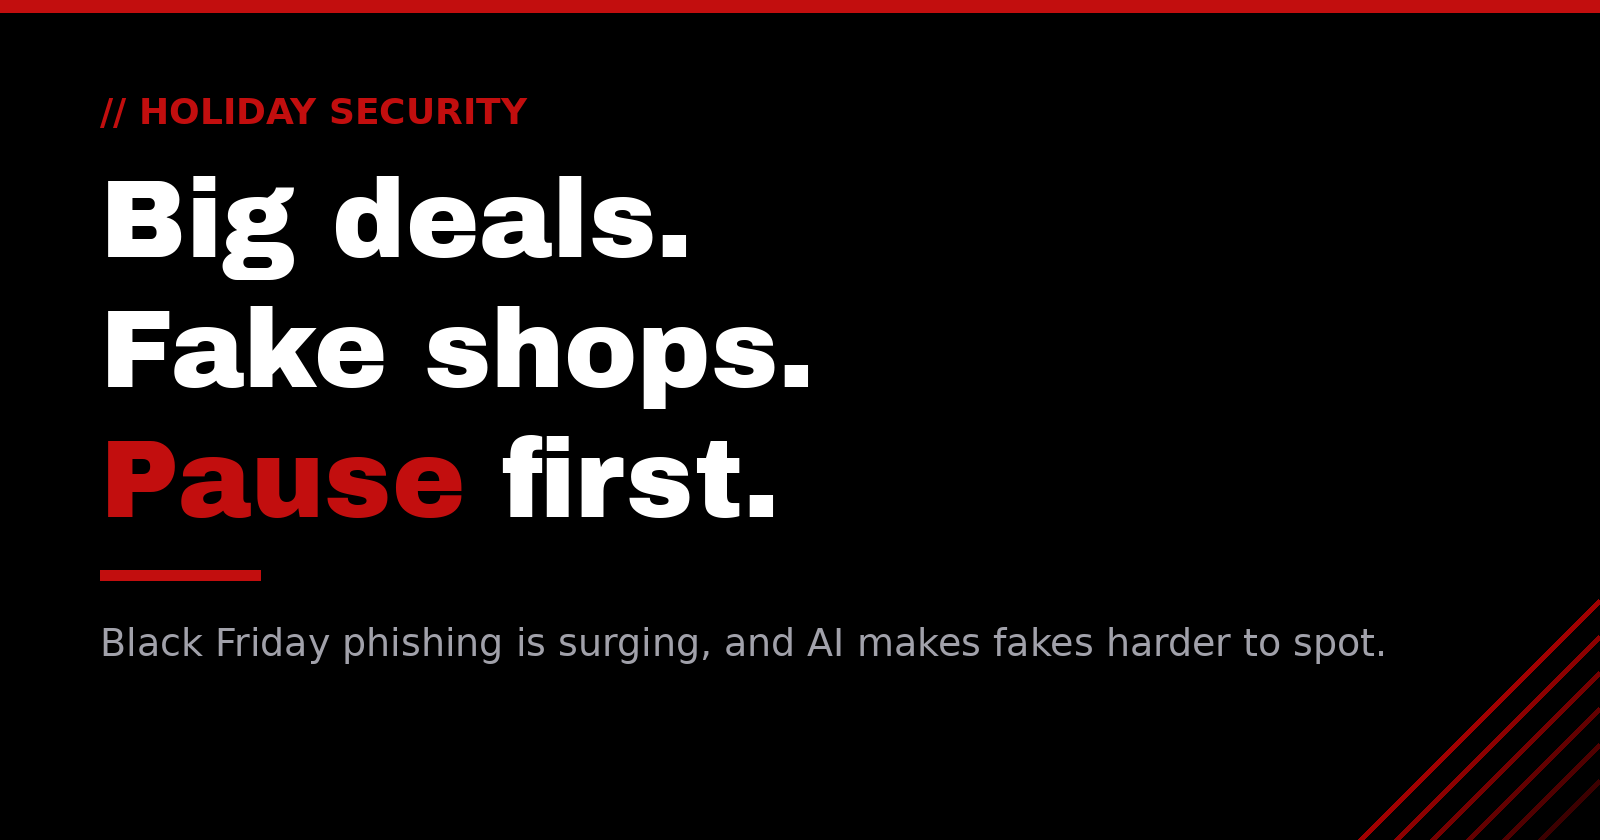 // HOLIDAY SECURITY
Big deals.
Fake shops.
Pause first.
Black Friday phishing is surging, and AI makes fakes harder to spot.